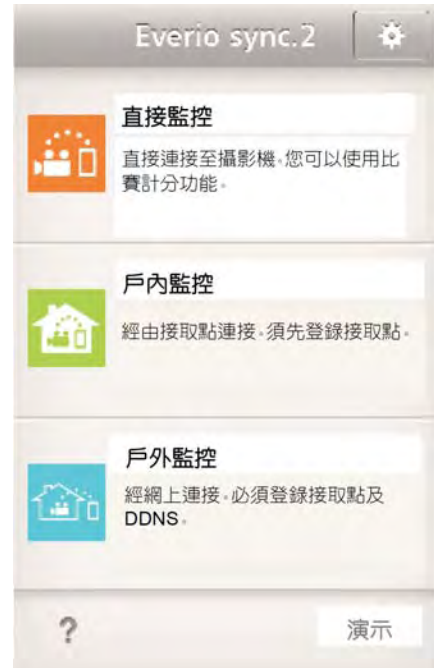 Everio sync.2
直接監控
直接連接至攝影機。您可以使用比
賽計分功能。
戶內監控
經由接取點連接。須先登錄接取點。
戶外監控
經網上連接。必須登錄接取點及
DDNS。
?
演示